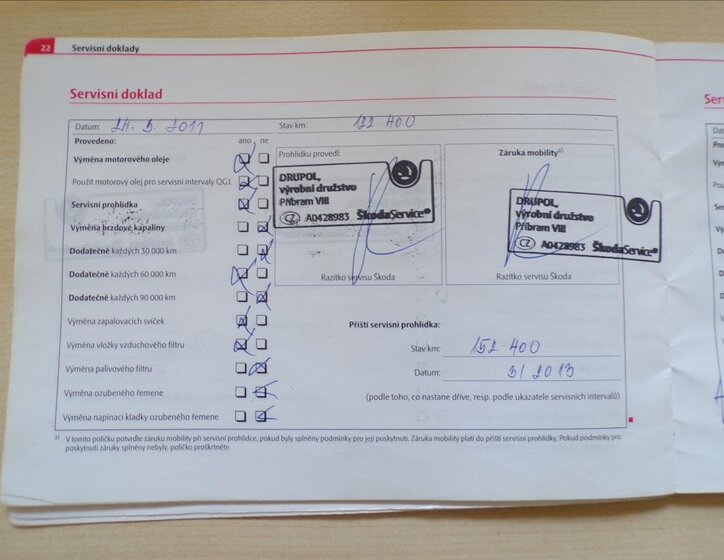 22 Servisní doklady
Servisní doklad
Datum: 24. 3. 2011 Stav km: 122 400
Provedeno: ano ne
Výměna motorového oleje
Použit motorový olej pro servisní intervaly QG1
Servisní prohlídka
Výměna brzdové kapaliny
Dodatečně každých 30 000 km
Dodatečně každých 60 000 km
Dodatečně každých 90 000 km
Výměna zapalovacích svíček
Výměna vložky vzduchového filtru
Výměna palivového filtru
Výměna ozubeného řemene
Výměna napínací kladky ozubeného řemene
Prohlídku provedl:
DRUPOL,
výrobní družstvo
Příbram VIII
CZ A0428983 ŠkodaService®
Razítko servisu Škoda
Záruka mobility a)
DRUPOL,
výrobní družstvo
Příbram VIII
CZ A0428983 ŠkodaService®
Razítko servisu Škoda
Příští servisní prohlídka:
Stav km: 152 400
Datum: 3/2013
(podle toho, co nastane dříve, resp. podle ukazatele servisních intervalů)
a) V tomto políčku potvrďte záruku mobility při servisní prohlídce, pokud byly splněny podmínky pro její poskytnutí. Záruka mobility platí do příští servisní prohlídky. Pokud podmínky pro
poskytnutí záruky splněny nebyly, políčko proškrtněte.